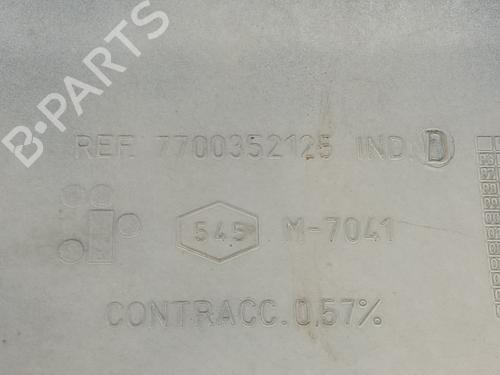 B-PARTS
REF. 7700352125 IND. D
545 M-7041
CONTRACC. 0,57%